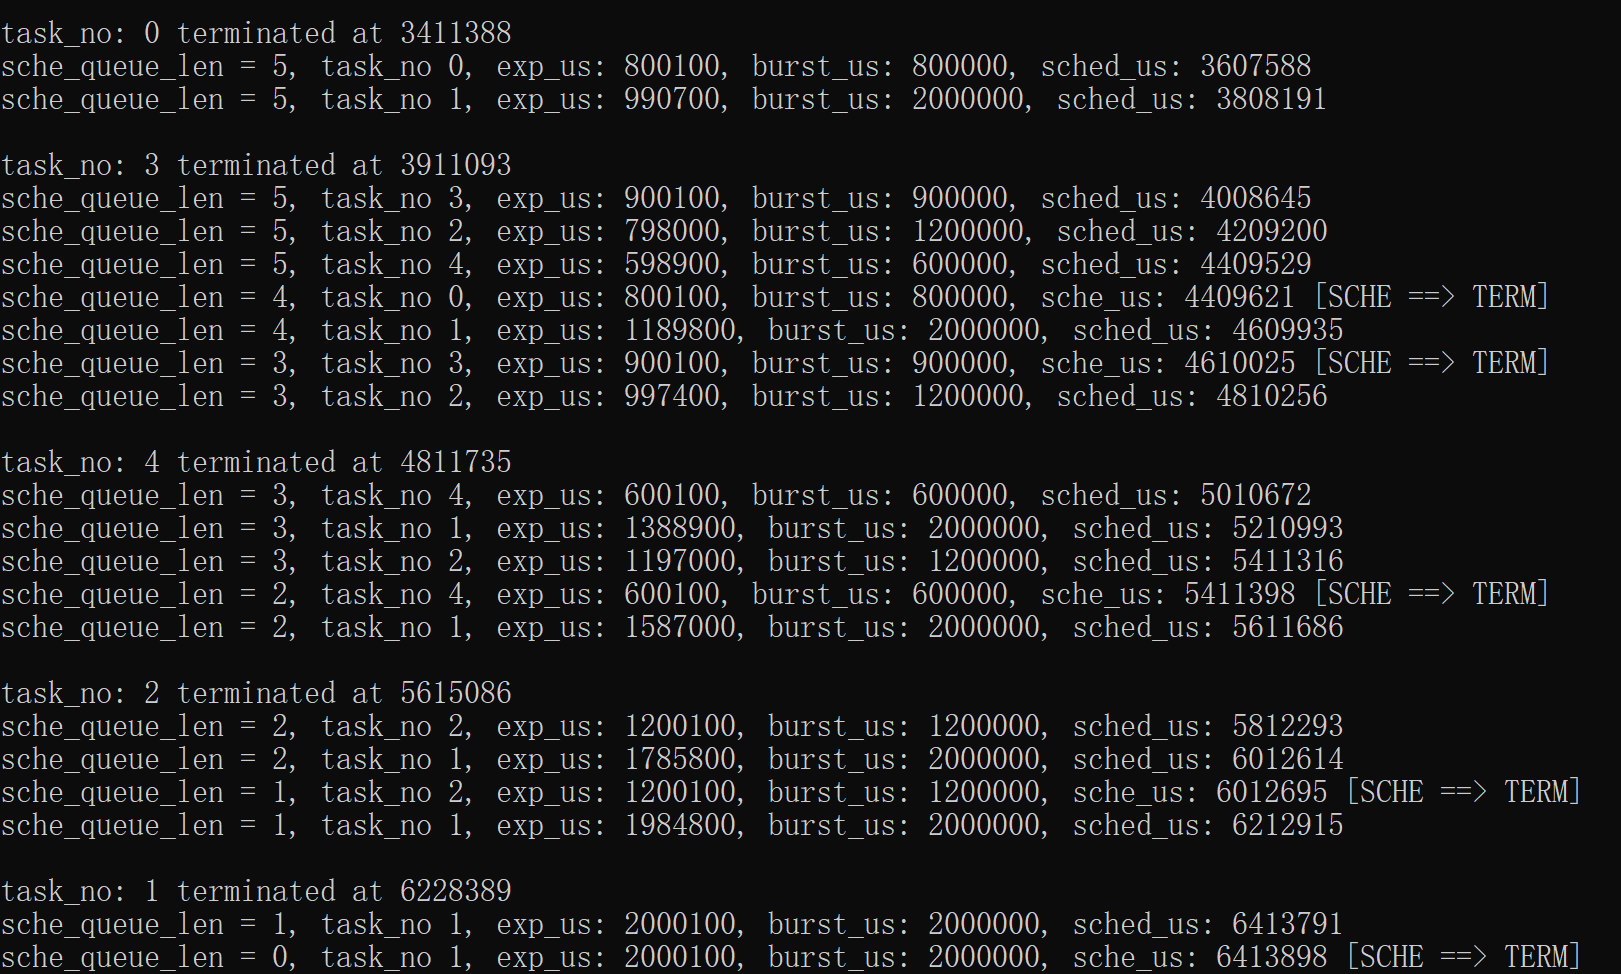 task_no: 0 terminated at 3411388
sche_queue_len = 5, task_no 0, exp_us: 800100, burst_us: 800000, sched_us: 3607588
sche_queue_len = 5, task_no 1, exp_us: 990700, burst_us: 2000000, sched_us: 3808191
task_no: 3 terminated at 3911093
sche_queue_len = 5, task_no 3, exp_us: 900100, burst_us: 900000, sched_us: 4008645
sche_queue_len = 5, task_no 2, exp_us: 798000, burst_us: 1200000, sched_us: 4209200
sche_queue_len = 5, task_no 4, exp_us: 598900, burst_us: 600000, sched_us: 4409529
sche_queue_len = 4, task_no 0, exp_us: 800100, burst_us: 800000, sche_us: 4409621 [SCHE ==> TERM]
sche_queue_len = 4, task_no 1, exp_us: 1189800, burst_us: 2000000, sched_us: 4609935
sche_queue_len = 3, task_no 3, exp_us: 900100, burst_us: 900000, sche_us: 4610025 [SCHE ==> TERM]
sche_queue_len = 3, task_no 2, exp_us: 997400, burst_us: 1200000, sched_us: 4810256
task_no: 4 terminated at 4811735
sche_queue_len = 3, task_no 4, exp_us: 600100, burst_us: 600000, sched_us: 5010672
sche_queue_len = 3, task_no 1, exp_us: 1388900, burst_us: 2000000, sched_us: 5210993
sche_queue_len = 3, task_no 2, exp_us: 1197000, burst_us: 1200000, sched_us: 5411316
sche_queue_len = 2, task_no 4, exp_us: 600100, burst_us: 600000, sche_us: 5411398 [SCHE ==> TERM]
sche_queue_len = 2, task_no 1, exp_us: 1587000, burst_us: 2000000, sched_us: 5611686
task_no: 2 terminated at 5615086
sche_queue_len = 2, task_no 2, exp_us: 1200100, burst_us: 1200000, sched_us: 5812293
sche_queue_len = 2, task_no 1, exp_us: 1785800, burst_us: 2000000, sched_us: 6012614
sche_queue_len = 1, task_no 2, exp_us: 1200100, burst_us: 1200000, sche_us: 6012695 [SCHE ==> TERM]
sche_queue_len = 1, task_no 1, exp_us: 1984800, burst_us: 2000000, sched_us: 6212915
task_no: 1 terminated at 6228389
sche_queue_len = 1, task_no 1, exp_us: 2000100, burst_us: 2000000, sched_us: 6413791
sche_queue_len = 0, task_no 1, exp_us: 2000100, burst_us: 2000000, sche_us: 6413898 [SCHE ==> TERM]